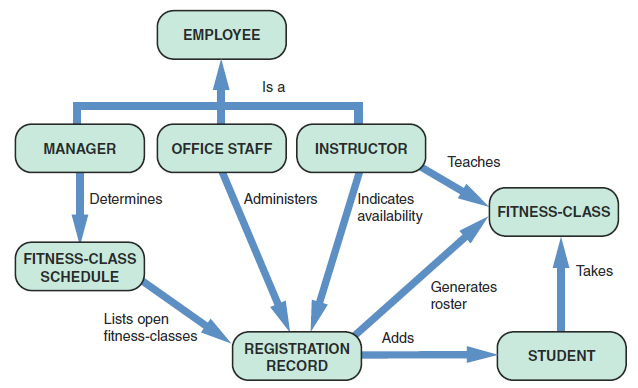 EMPLOYEE
Is a
MANAGER
OFFICE STAFF
INSTRUCTOR
Teaches
Determines
Administers
Indicates
availability
FITNESS-CLASS
FITNESS-CLASS
SCHEDULE
Takes
Generates
roster
Lists open
fitness-classes
Adds
REGISTRATION
RECORD
STUDENT